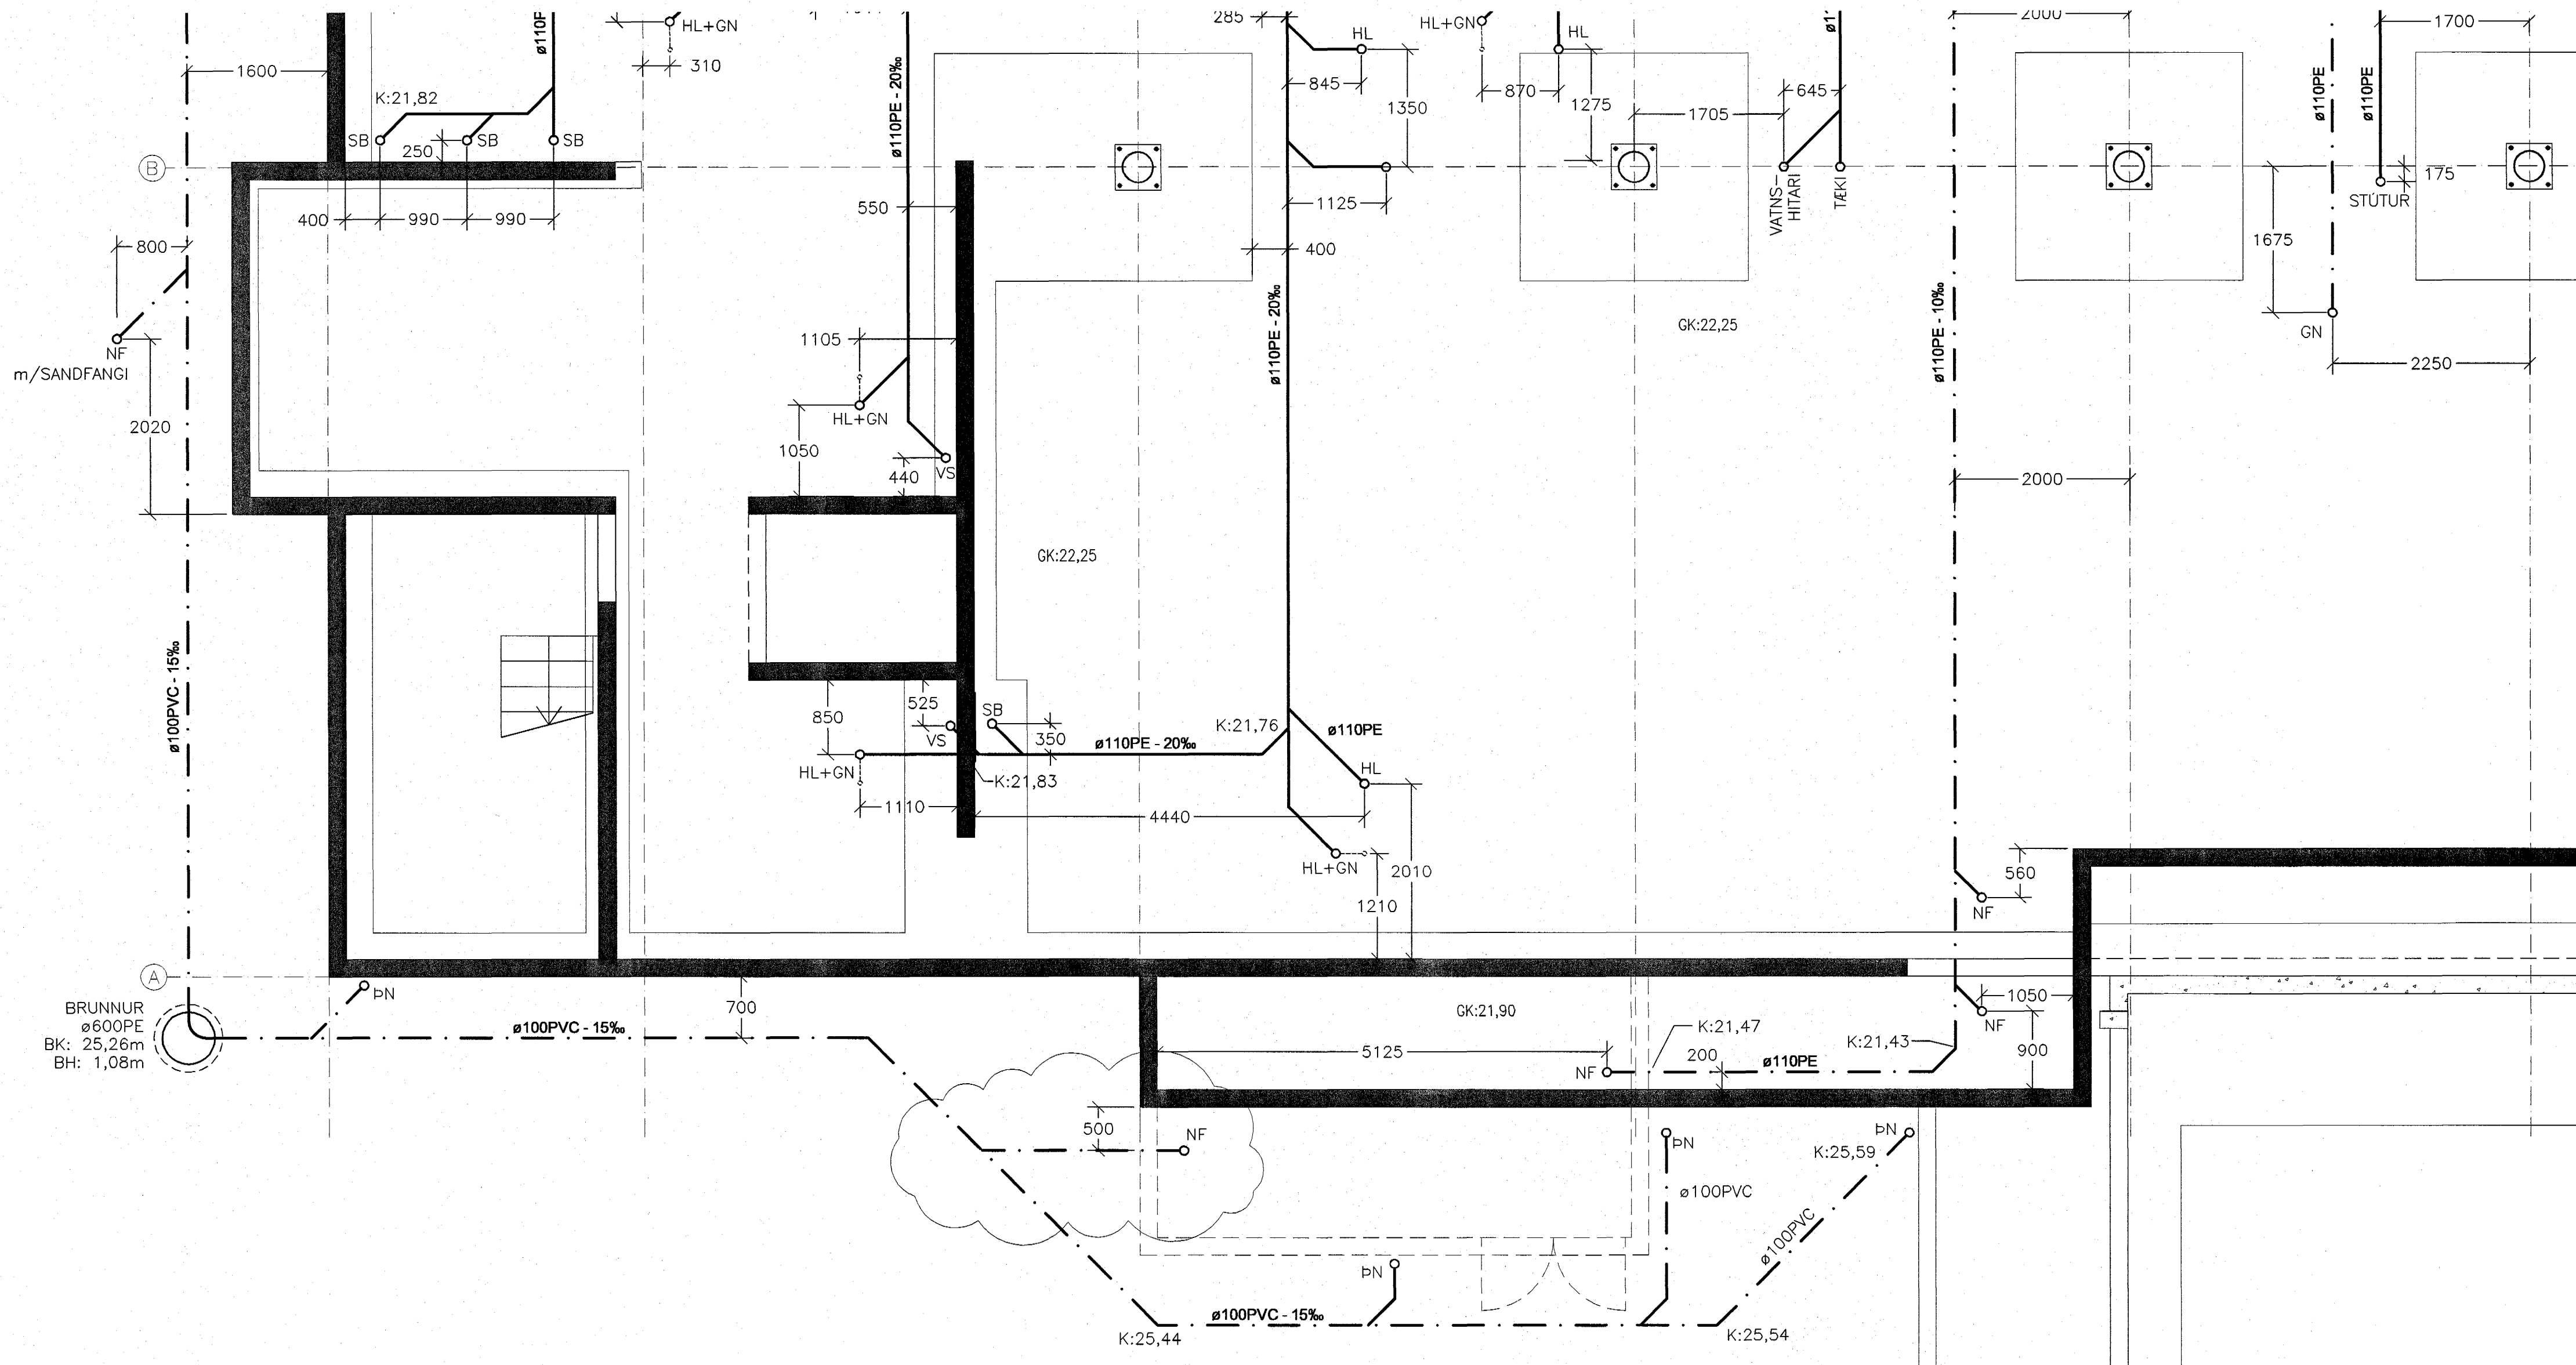 285
HL+GN
HL+GN
HL
HL
ø110PE - 20‰
2000
1700
1600
310
K:21,82
845
1350
870
1275
1705
645
ø110PE
ø110PE
SB
SB
SB
250
B
400
990
990
550
1125
400
VATNS-
HITARI
TÆKI
175
STÚTUR
800
1675
NF
m/SANDFANGI
1105
ø110PE - 20‰
GK:22,25
ø110PE - 10‰
GN
2250
2020
HL+GN
1050
440
VS
2000
GK:22,25
ø100PVC - 15‰
850
525
SB
VS
350
ø110PE - 20‰
K:21,76
ø110PE
HL+GN
K:21,83
HL
1110
4440
HL+GN
2010
1210
560
NF
A
ÞN
BRUNNUR
ø600PE
BK: 25,26m
BH: 1,08m
ø100PVC - 15‰
700
GK:21,90
1050
NF
K:21,47
K:21,43
5125
200
ø110PE
900
NF
500
NF
ÞN
ÞN
K:25,59
ø100PVC
ø100PVC
ÞN
ø100PVC - 15‰
K:25,44
K:25,54